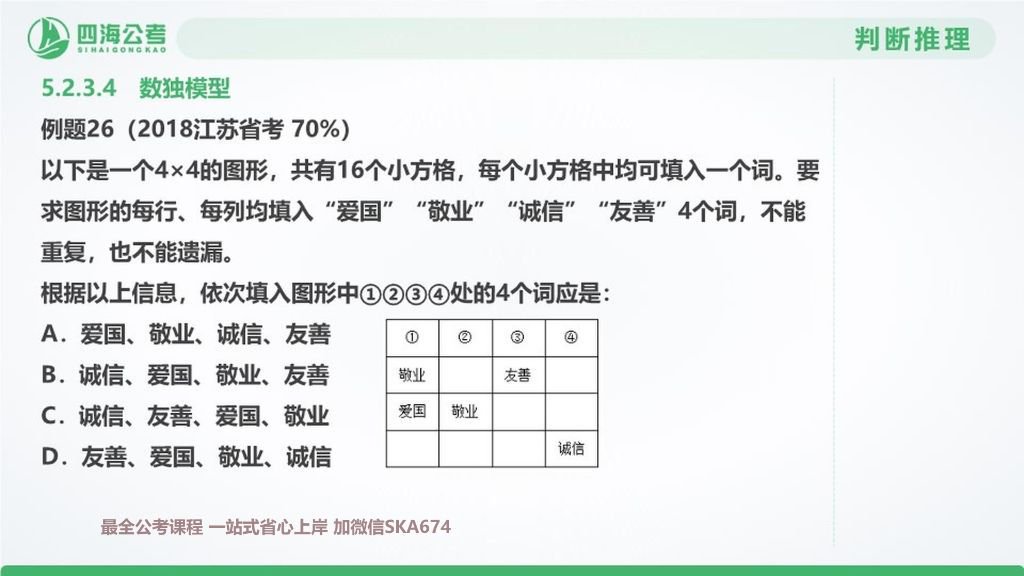 四海公考
SIHAIGONGKAO
判断推理
5.2.3.4 数独模型
例题26（2018江苏省考 70%）
以下是一个4×4的图形，共有16个小方格，每个小方格中均可填入一个词。要
求图形的每行、每列均填入“爱国”“敬业”“诚信”“友善”4个词，不能
重复，也不能遗漏。
根据以上信息，依次填入图形中①②③④处的4个词应是：
A．爱国、敬业、诚信、友善
B．诚信、爱国、敬业、友善
C．诚信、友善、爱国、敬业
D．友善、爱国、敬业、诚信
① ② ③ ④
敬业 友善
爱国 敬业
诚信
最全公考课程 一站式省心上岸 加微信SKA674